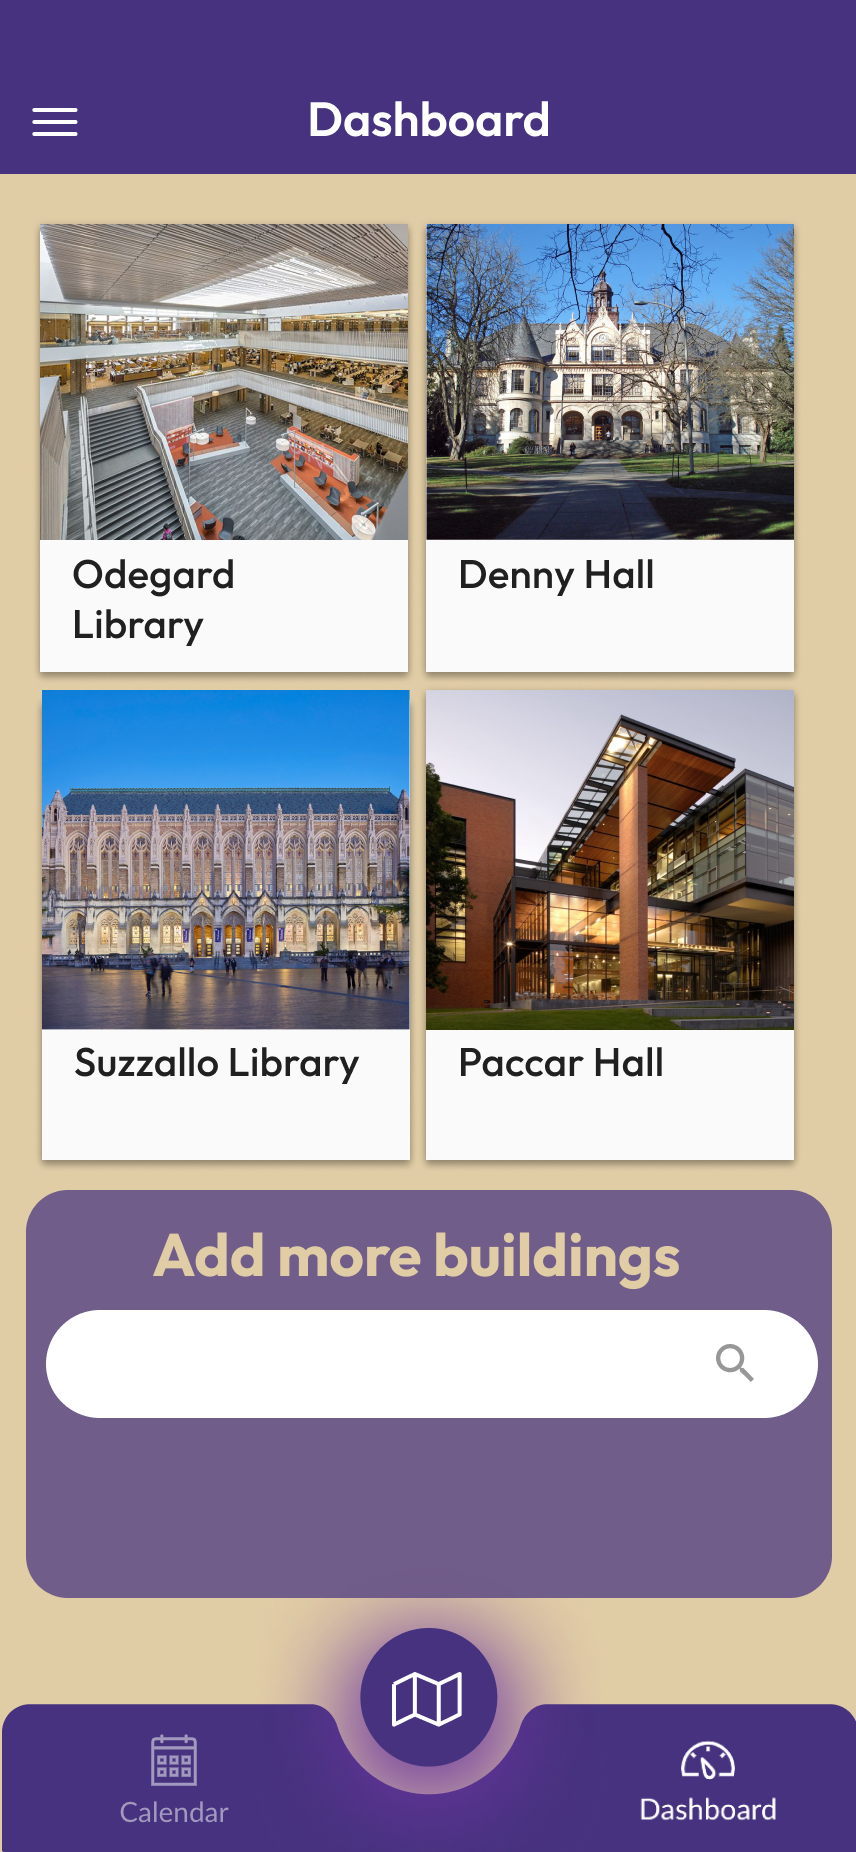 Dashboard
Odegard
Library
Denny Hall
Suzzallo Library
Paccar Hall
Add more buildings
Calendar
Dashboard